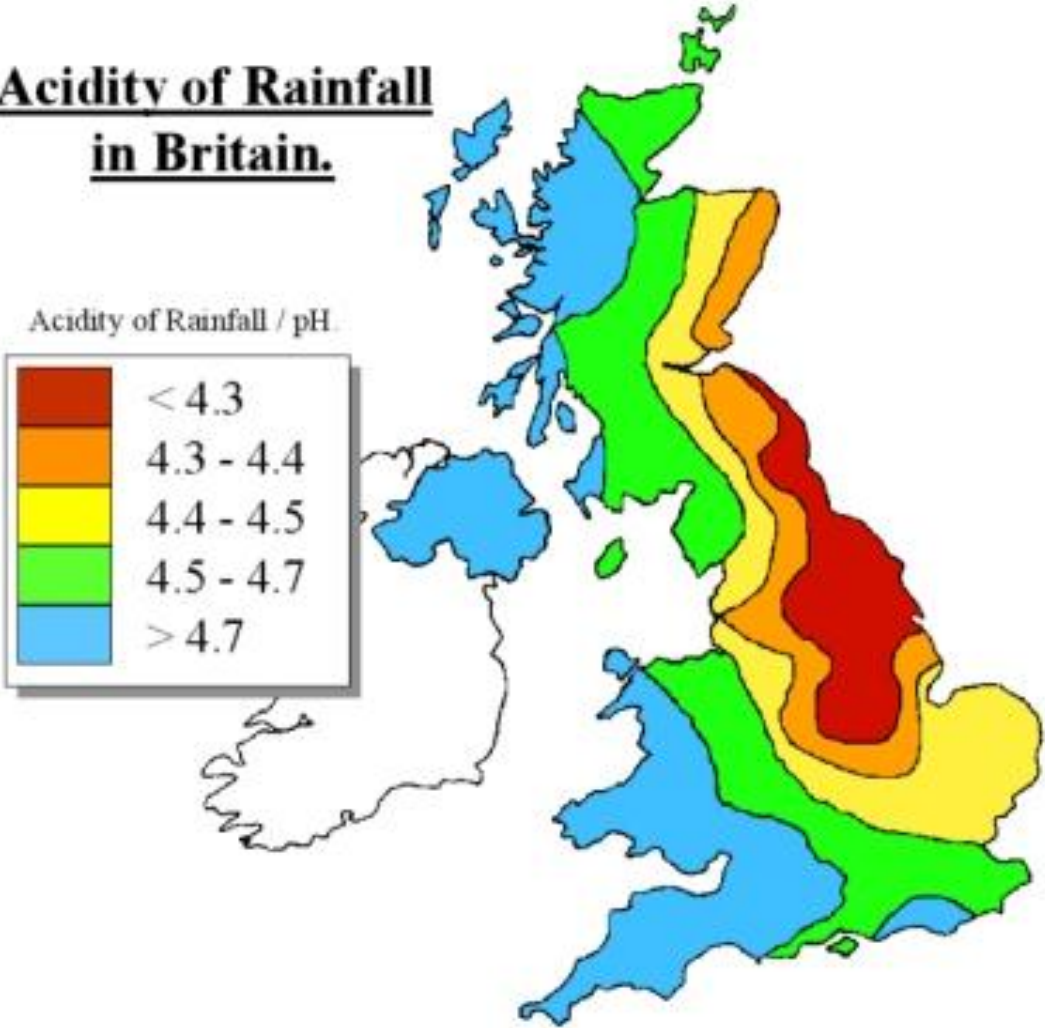 Acidity of Rainfall
in Britain.
Acidity of Rainfall / pH.
< 4.3
4.3 - 4.4
4.4 - 4.5
4.5 - 4.7
> 4.7